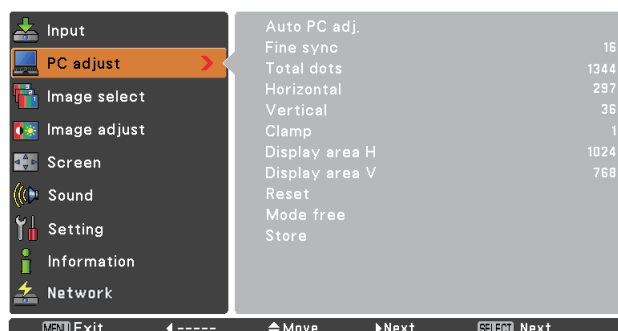 Input
PC adjust
Image select
Image adjust
Screen
Sound
Setting
Information
Network
Auto PC adj.
Fine sync 16
Total dots 1344
Horizontal 297
Vertical 36
Clamp 1
Display area H 1024
Display area V 768
Reset
Mode free
Store
MENU Exit ◀ ----- ◆ Move ▶ Next SELECT Next